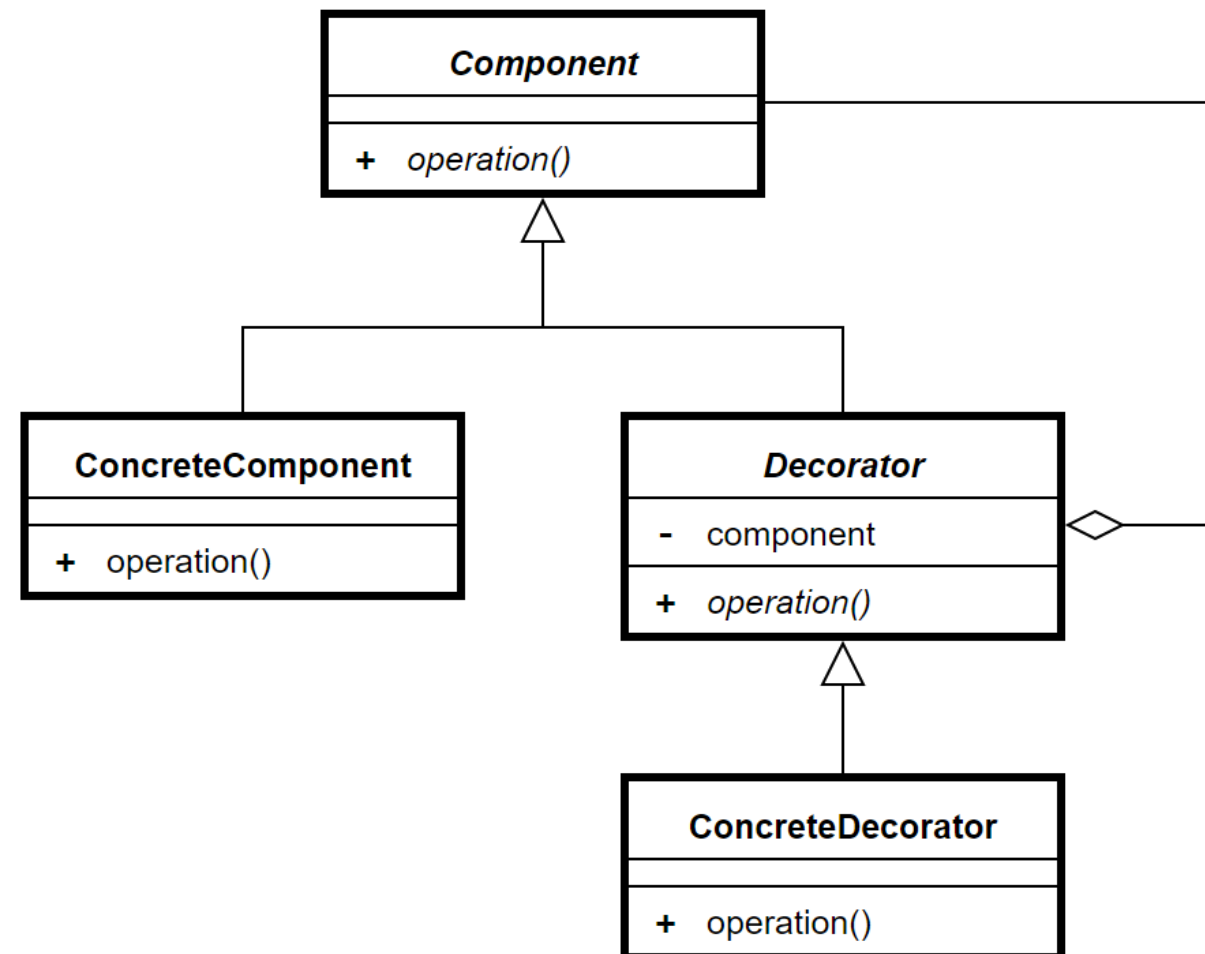 Component
+ operation()
ConcreteComponent
+ operation()
Decorator
- component
+ operation()
ConcreteDecorator
+ operation()